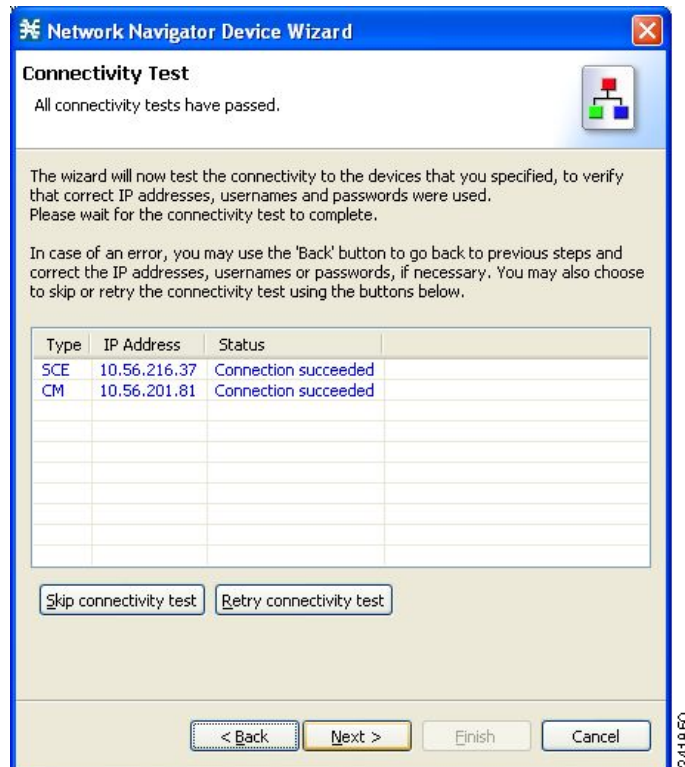 Network Navigator Device Wizard
Connectivity Test
All connectivity tests have passed.
The wizard will now test the connectivity to the devices that you specified, to verify
that correct IP addresses, usernames and passwords were used.
Please wait for the connectivity test to complete.
In case of an error, you may use the 'Back' button to go back to previous steps and
correct the IP addresses, usernames or passwords, if necessary. You may also choose
to skip or retry the connectivity test using the buttons below.
Type IP Address Status
SCE 10.56.216.37 Connection succeeded
CM 10.56.201.81 Connection succeeded
Skip connectivity test Retry connectivity test
< Back Next > Finish Cancel